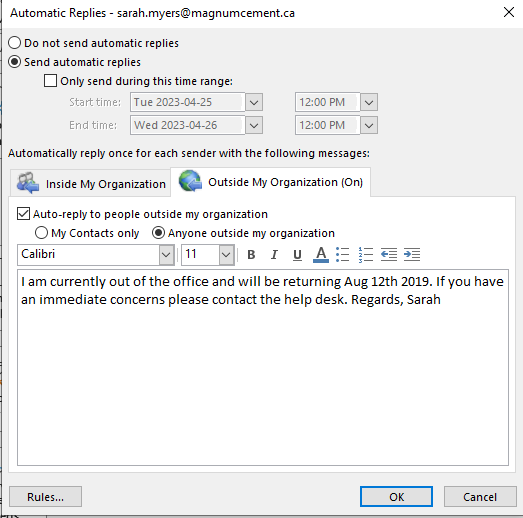 Automatic Replies - sarah.myers@magnumcement.ca
Do not send automatic replies
Send automatic replies
Only send during this time range:
Start time: Tue 2023-04-25 12:00 PM
End time: Wed 2023-04-26 12:00 PM
Automatically reply once for each sender with the following messages:
Inside My Organization Outside My Organization (On)
Auto-reply to people outside my organization
My Contacts only Anyone outside my organization
Calibri 11 B I U A
I am currently out of the office and will be returning Aug 12th 2019. If you have
an immediate concerns please contact the help desk. Regards, Sarah
Rules... OK Cancel